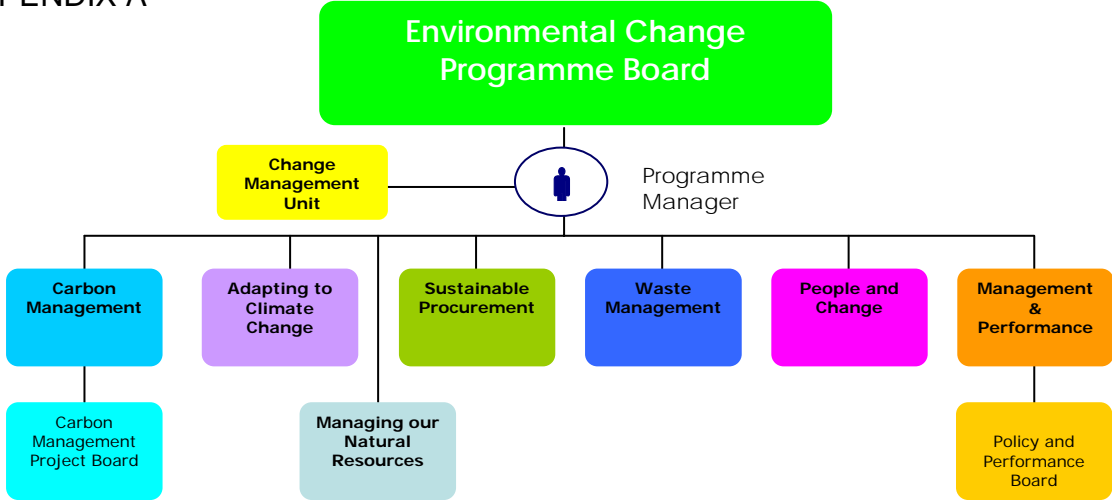 PENDIX A
Environmental Change
Programme Board
Change
Management
Unit
Programme
Manager
Carbon
Management
Adapting to
Climate
Change
Sustainable
Procurement
Waste
Management
People and
Change
Management
&
Performance
Carbon
Management
Project Board
Managing our
Natural
Resources
Policy and
Performance
Board